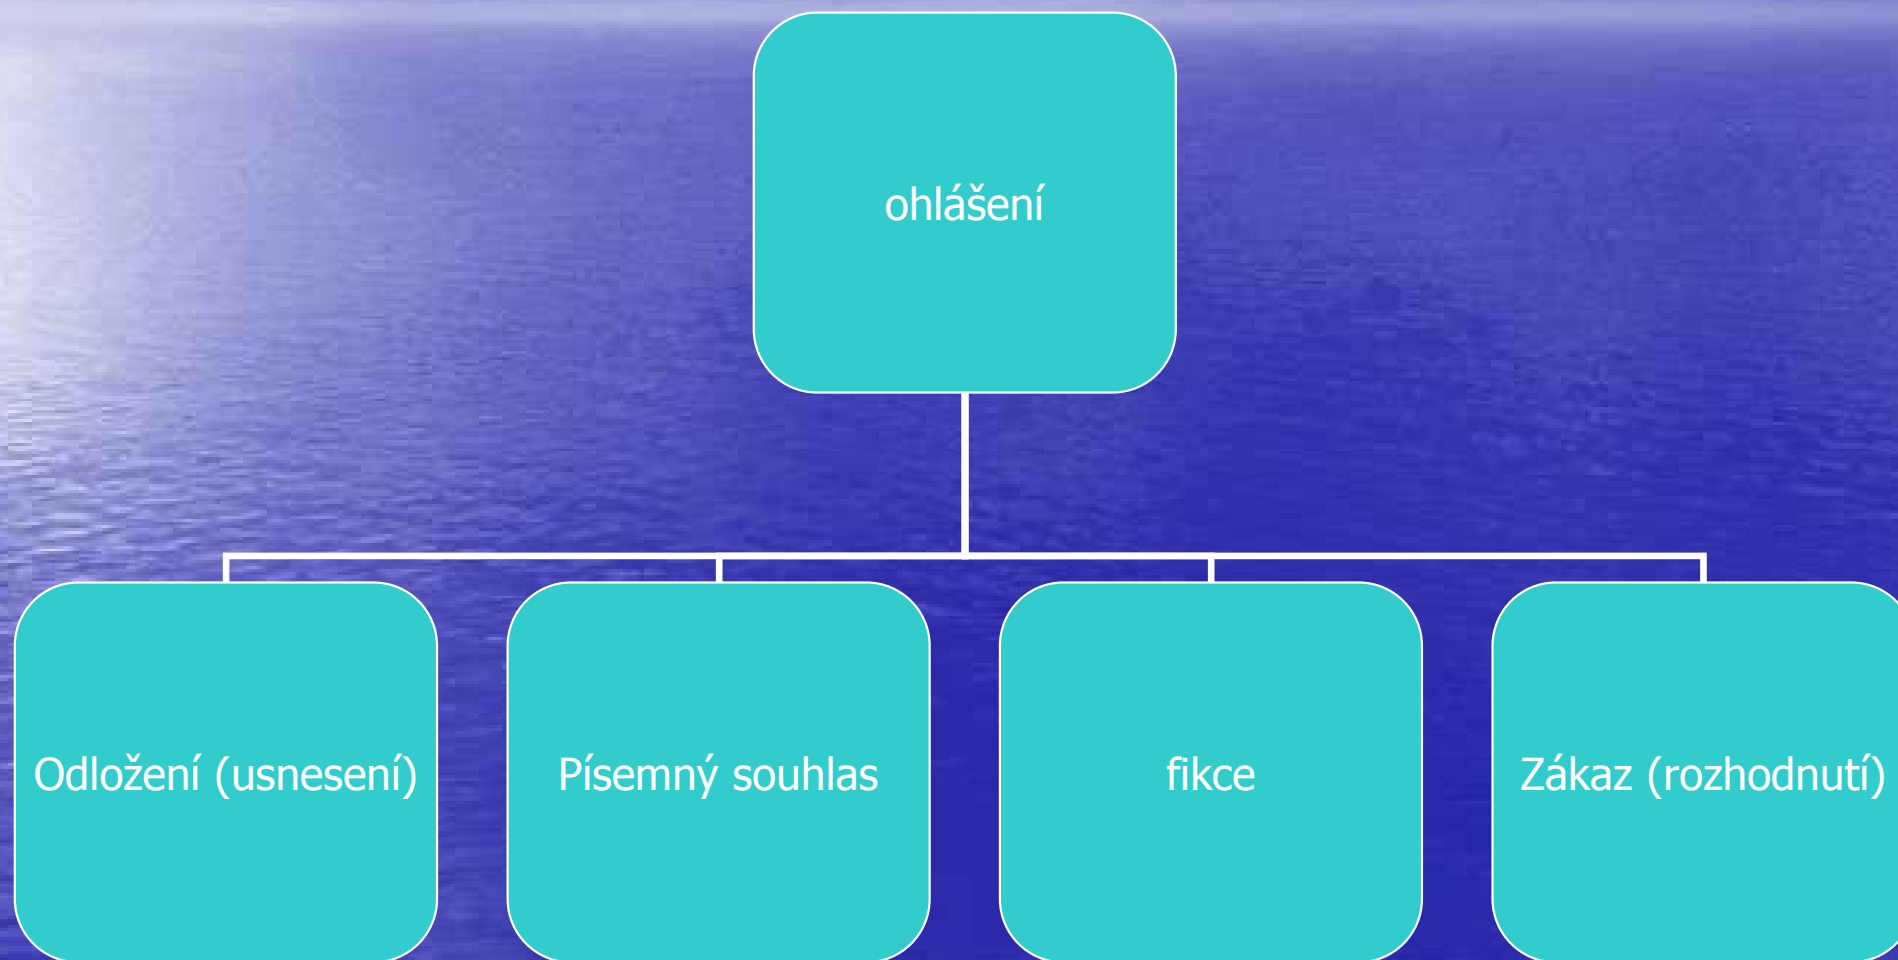 ohlášení
Odložení (usnesení)
Písemný souhlas
fikce
Zákaz (rozhodnutí)